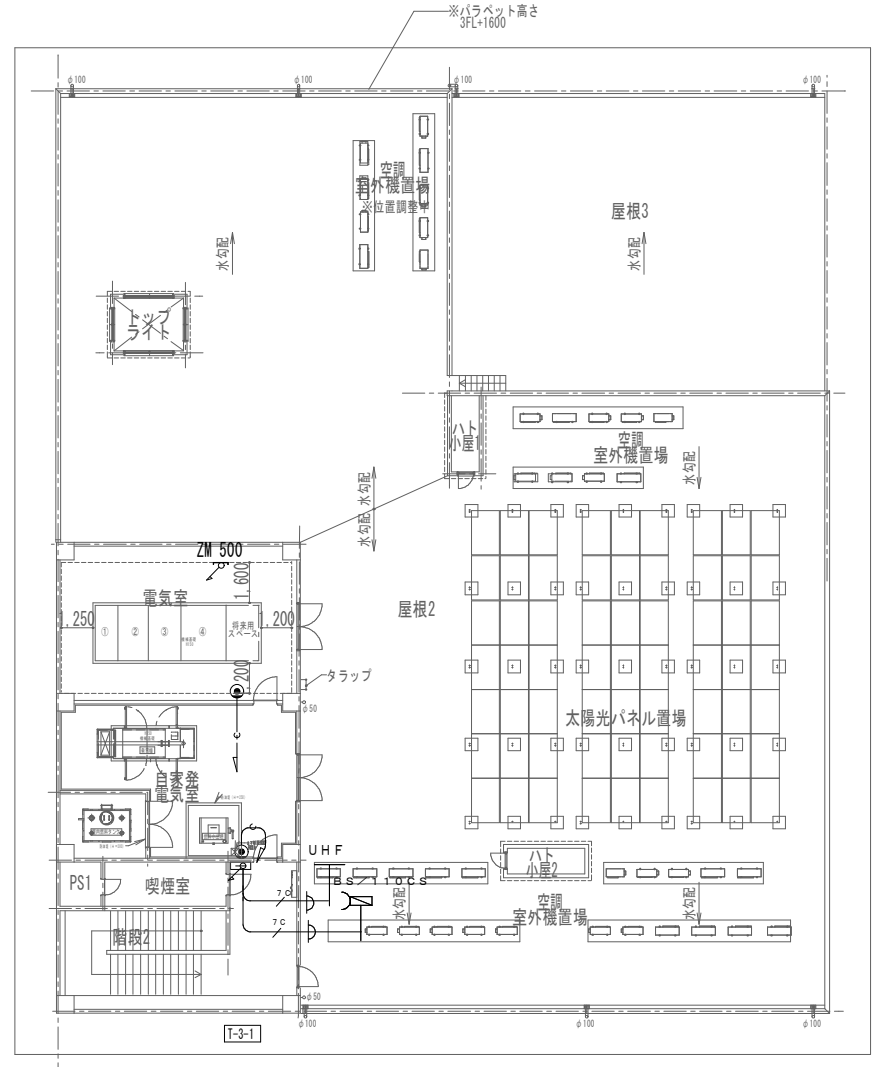 ※パラペット高さ
3FL+1600
φ100
φ100
φ100
φ100
空調
室外機置場
※位置調整中
屋根3
水勾配
水勾配
トップ
ライト
ハト
小屋1
空調
室外機置場
水勾配
水勾配
水勾配
ZM 500
1,600
電気室
1,250
①
②
③
④
将来用
スペース
1,200
屋根2
1,200
タラップ
φ50
太陽光パネル置場
自家発
電気室
UHF
BS/110CS
ハト
小屋2
PS1
喫煙室
7C
7C
水勾配
空調
室外機置場
水勾配
階段2
φ50
T-3-1
φ100
φ100
φ100